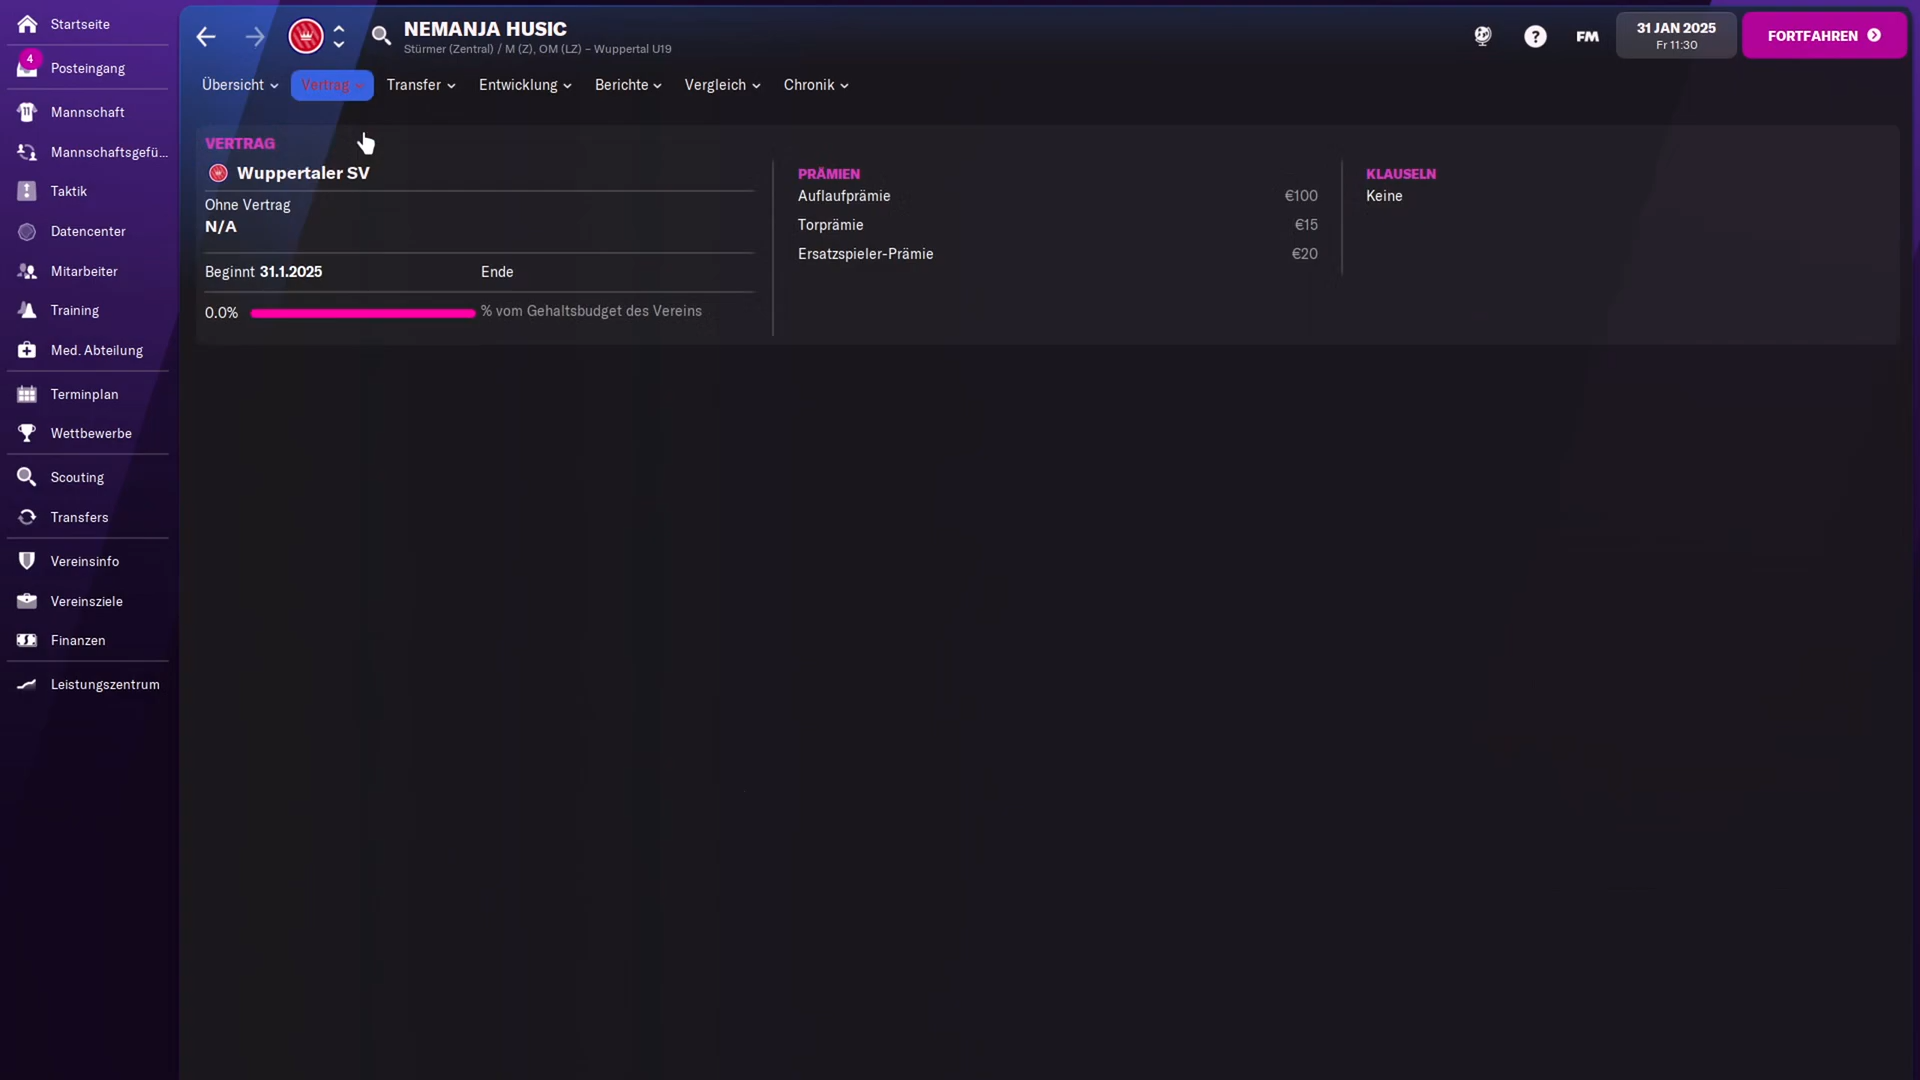 Startseite
4
Posteingang
Mannschaft
Mannschaftsgefü...
Taktik
Datencenter
Mitarbeiter
Training
Med. Abteilung
Terminplan
Wettbewerbe
Scouting
Transfers
Vereinsinfo
Vereinsziele
Finanzen
Leistungszentrum
NEMANJA HUSIC
Stürmer (Zentral) / M (Z), OM (LZ) – Wuppertal U19
FM
31 JAN 2025
Fr 11:30
FORTFAHREN
Übersicht
Vertrag
Transfer
Entwicklung
Berichte
Vergleich
Chronik
VERTRAG
Wuppertaler SV
Ohne Vertrag
N/A
Beginnt 31.1.2025
Ende
0.0%
% vom Gehaltsbudget des Vereins
PRÄMIEN
Auflaufprämie €100
Torprämie €15
Ersatzspieler-Prämie €20
KLAUSELN
Keine